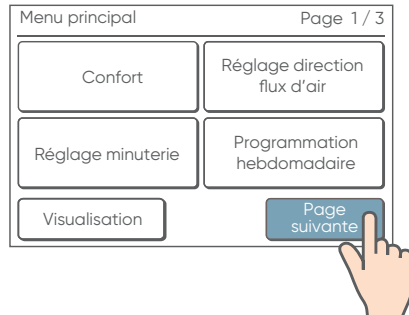 Menu principal Page 1 / 3
Confort
Réglage direction
flux d’air
Réglage minuterie
Programmation
hebdomadaire
Visualisation
Page
suivante